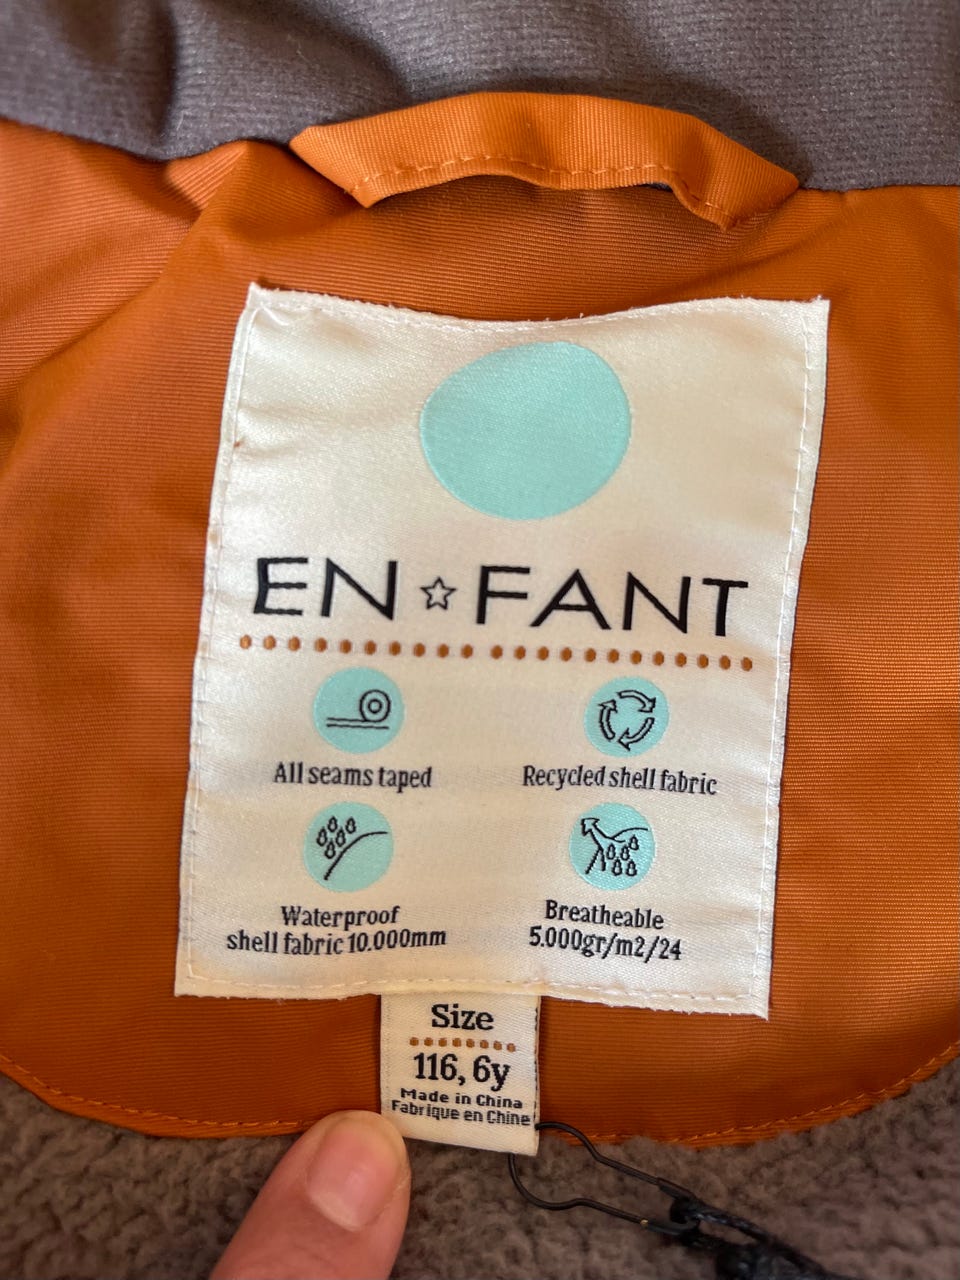 EN☆FANT
All seams taped
Recycled shell fabric
Waterproof
shell fabric 10.000mm
Breatheable
5.000gr/m2/24
Size
116, 6y
Made in China
Fabrique en Chine